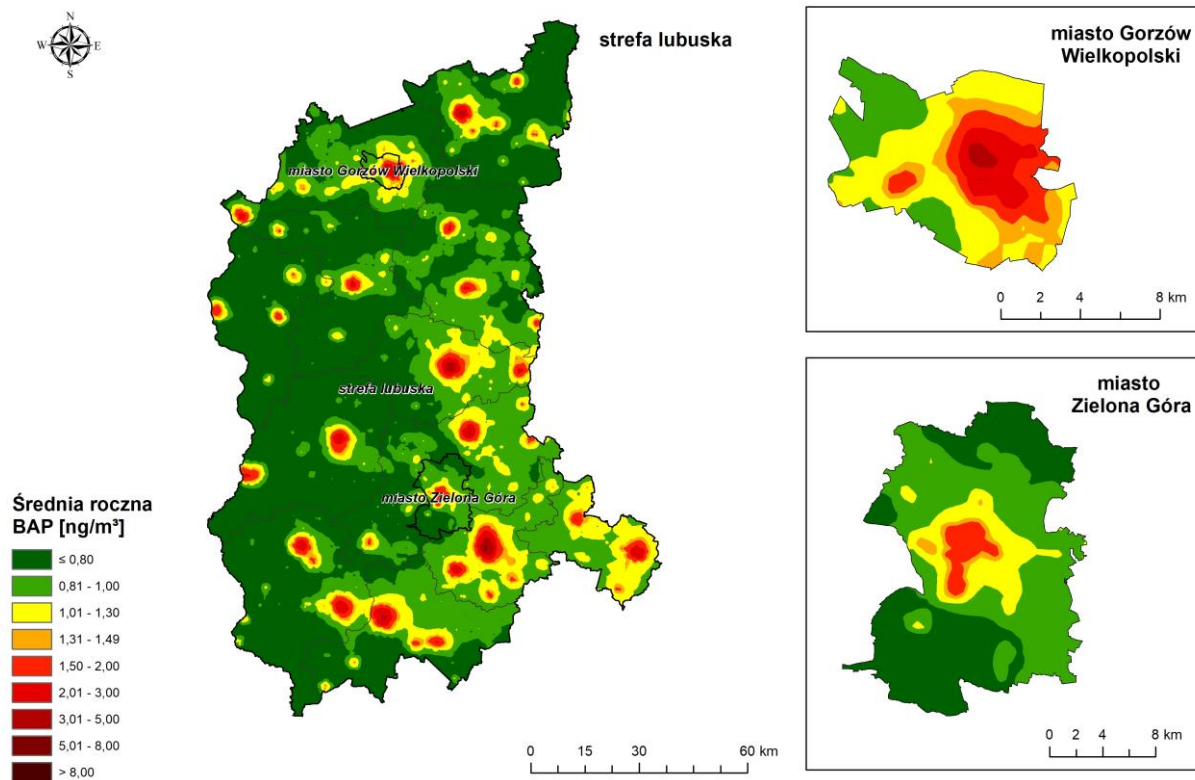 N
W E
S
strefa lubuska
miasto Gorzów Wielkopolski
strefa lubuska
miasto Zielona Góra
Średnia roczna
BAP [ng/m³]
≤ 0,80
0,81 - 1,00
1,01 - 1,30
1,31 - 1,49
1,50 - 2,00
2,01 - 3,00
3,01 - 5,00
5,01 - 8,00
> 8,00
0 15 30 60 km
miasto Gorzów
Wielkopolski
0 2 4 8 km
miasto
Zielona Góra
0 2 4 8 km